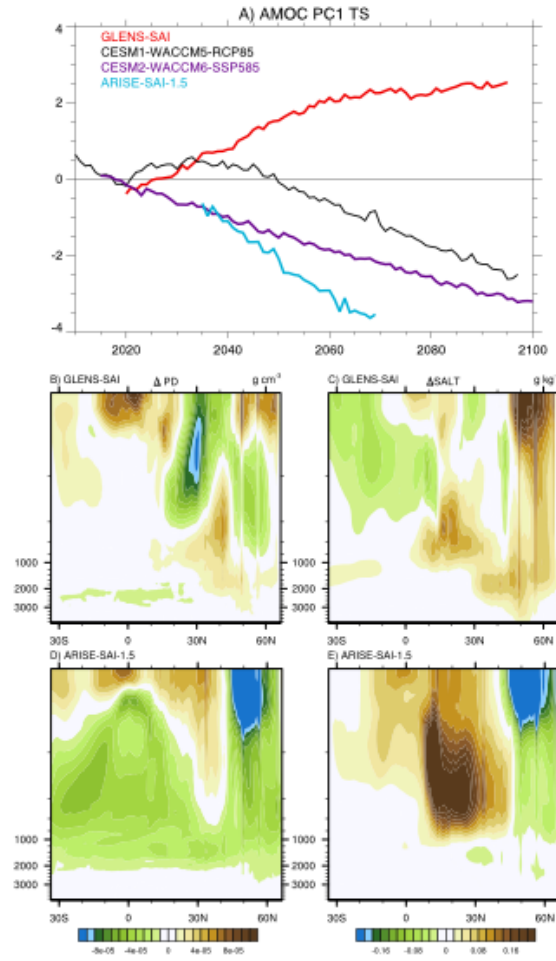 A) AMOC PC1 TS
GLENS-SAI
CESM1-WACCM5-RCP85
CESM2-WACCM6-SSP585
ARISE-SAI-1.5
4
2
0
-2
-4
2020 2040 2060 2080 2100
B) GLENS-SAI Δ PD g cm⁻³
C) GLENS-SAI ΔSALT g kg⁻
1000
2000
3000
30S 0 30N 60N
1000
2000
3000
30S 0 30N 60N
D) ARISE-SAI-1.5
E) ARISE-SAI-1.5
1000
2000
3000
30S 0 30N 60N
1000
2000
3000
30S 0 30N 60N
-8e-05 -4e-05 0 4e-05 8e-05
-0.16 -0.08 0 0.08 0.16